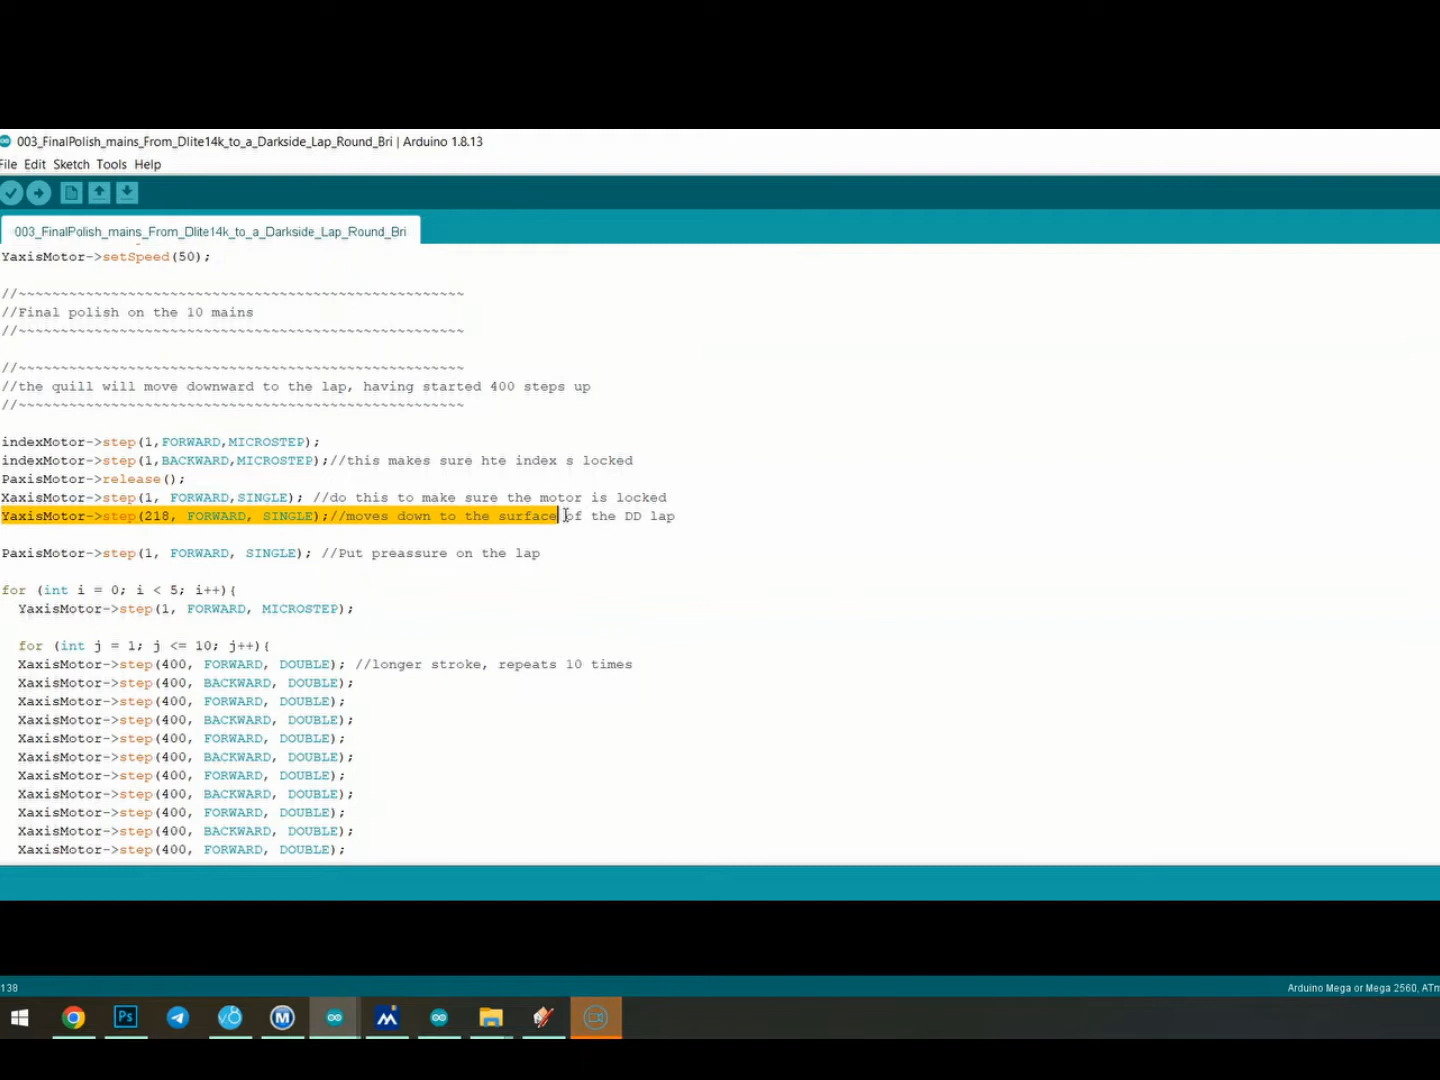 003_FinalPolish_mains_From_Dlite14k_to_a_Darkside_Lap_Round_Bri | Arduino 1.8.13
File Edit Sketch Tools Help
003_FinalPolish_mains_From_Dlite14k_to_a_Darkside_Lap_Round_Bri
YaxisMotor->setSpeed(50);
//~~~~~~~~~~~~~~~~~~~~~~~~~~~~~~~~~~~~~~~~~~~~~~~~~~~~~
//Final polish on the 10 mains
//~~~~~~~~~~~~~~~~~~~~~~~~~~~~~~~~~~~~~~~~~~~~~~~~~~~~~
//~~~~~~~~~~~~~~~~~~~~~~~~~~~~~~~~~~~~~~~~~~~~~~~~~~~~~
//the quill will move downward to the lap, having started 400 steps up
//~~~~~~~~~~~~~~~~~~~~~~~~~~~~~~~~~~~~~~~~~~~~~~~~~~~~~
indexMotor->step(1,FORWARD,MICROSTEP);
indexMotor->step(1,BACKWARD,MICROSTEP);//this makes sure hte index s locked
PaxisMotor->release();
XaxisMotor->step(1, FORWARD,SINGLE); //do this to make sure the motor is locked
YaxisMotor->step(218, FORWARD, SINGLE);//moves down to the surface of the DD lap
PaxisMotor->step(1, FORWARD, SINGLE); //Put preassure on the lap
for (int i = 0; i < 5; i++){
YaxisMotor->step(1, FORWARD, MICROSTEP);
for (int j = 1; j <= 10; j++){
XaxisMotor->step(400, FORWARD, DOUBLE); //longer stroke, repeats 10 times
XaxisMotor->step(400, BACKWARD, DOUBLE);
XaxisMotor->step(400, FORWARD, DOUBLE);
XaxisMotor->step(400, BACKWARD, DOUBLE);
XaxisMotor->step(400, FORWARD, DOUBLE);
XaxisMotor->step(400, BACKWARD, DOUBLE);
XaxisMotor->step(400, FORWARD, DOUBLE);
XaxisMotor->step(400, BACKWARD, DOUBLE);
XaxisMotor->step(400, FORWARD, DOUBLE);
XaxisMotor->step(400, BACKWARD, DOUBLE);
XaxisMotor->step(400, FORWARD, DOUBLE);
138
Arduino Mega or Mega 2560, ATm
Ps
M